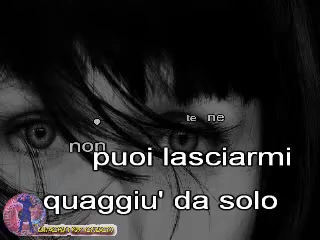 te ne
non
puoi lasciarmi
quaggiu' da solo